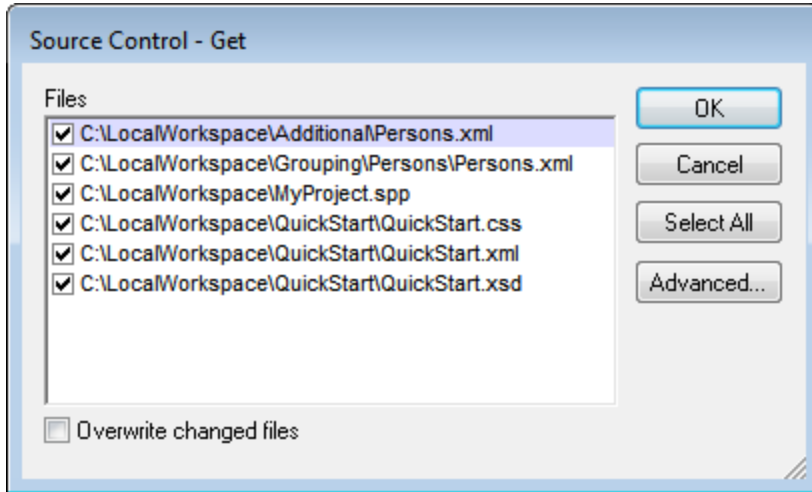 Source Control - Get
Files
C:\LocalWorkspace\Additional\Persons.xml
C:\LocalWorkspace\Grouping\Persons\Persons.xml
C:\LocalWorkspace\MyProject.spp
C:\LocalWorkspace\QuickStart\QuickStart.css
C:\LocalWorkspace\QuickStart\QuickStart.xml
C:\LocalWorkspace\QuickStart\QuickStart.xsd
OK
Cancel
Select All
Advanced...
Overwrite changed files